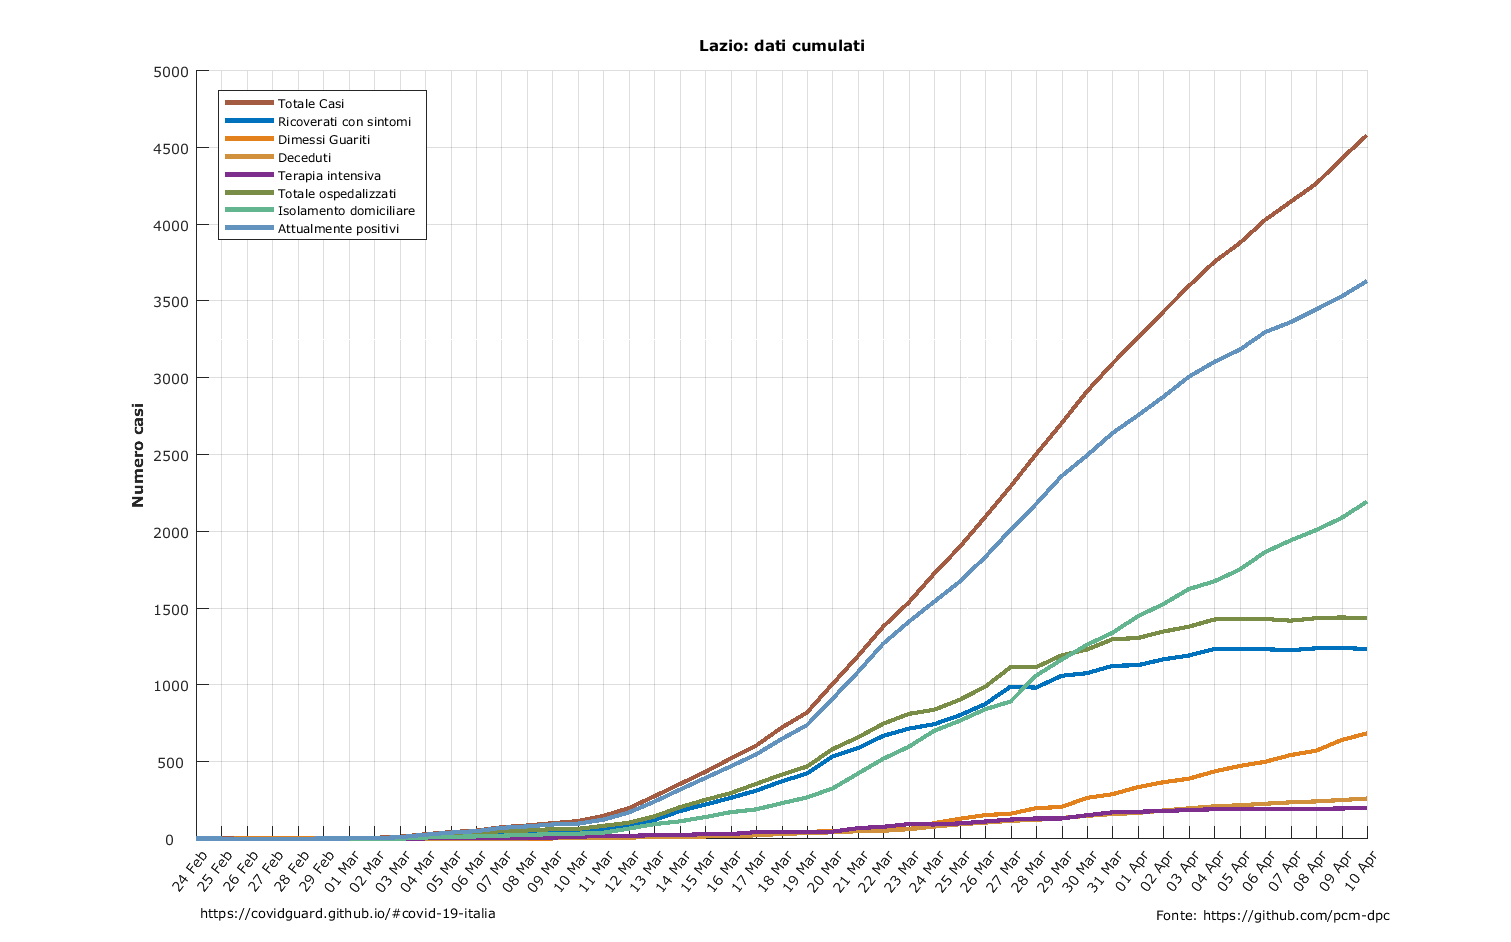 Lazio: dati cumulati
5000
4500
4000
3500
3000
2500
2000
1500
1000
500
0
Numero casi
Totale Casi
Ricoverati con sintomi
Dimessi Guariti
Deceduti
Terapia intensiva
Totale ospedalizzati
Isolamento domiciliare
Attualmente positivi
24 Feb
25 Feb
26 Feb
27 Feb
28 Feb
29 Feb
01 Mar
02 Mar
03 Mar
04 Mar
05 Mar
06 Mar
07 Mar
08 Mar
09 Mar
10 Mar
11 Mar
12 Mar
13 Mar
14 Mar
15 Mar
16 Mar
17 Mar
18 Mar
19 Mar
20 Mar
21 Mar
22 Mar
23 Mar
24 Mar
25 Mar
26 Mar
27 Mar
28 Mar
29 Mar
30 Mar
31 Mar
01 Apr
02 Apr
03 Apr
04 Apr
05 Apr
06 Apr
07 Apr
08 Apr
09 Apr
10 Apr
https://covidguard.github.io/#covid-19-italia
Fonte: https://github.com/pcm-dpc